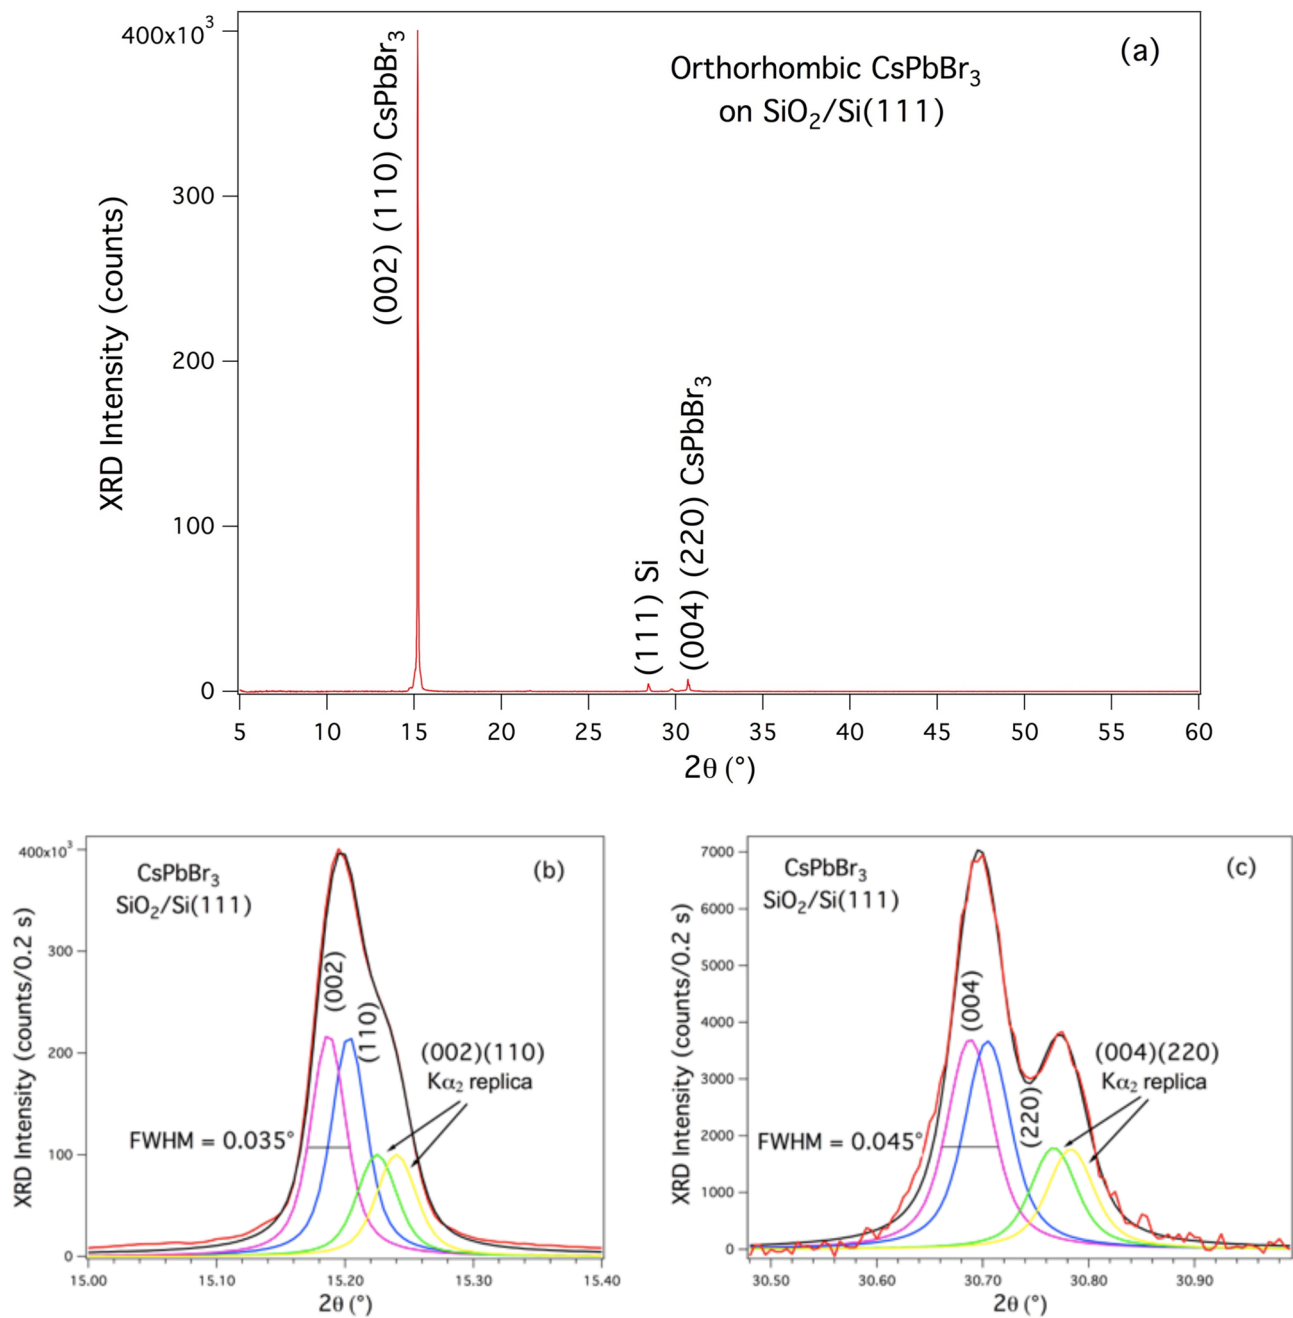 (a)
Orthorhombic CsPbBr3
on SiO2/Si(111)
400x10^3
300
200
100
0
XRD Intensity (counts)
(002) (110) CsPbBr3
(111) Si
(004) (220) CsPbBr3
5 10 15 20 25 30 35 40 45 50 55 60
2θ (°)
(b)
CsPbBr3
SiO2/Si(111)
400x10^3
300
200
100
0
XRD Intensity (counts/0.2 s)
(002)
(110)
(002)(110)
Kα2 replica
FWHM = 0.035°
15.00 15.10 15.20 15.30 15.40
2θ (°)
(c)
CsPbBr3
SiO2/Si(111)
7000
6000
5000
4000
3000
2000
1000
0
XRD Intensity (counts/0.2 s)
(004)
(220)
(004)(220)
Kα2 replica
FWHM = 0.045°
30.50 30.60 30.70 30.80 30.90
2θ (°)